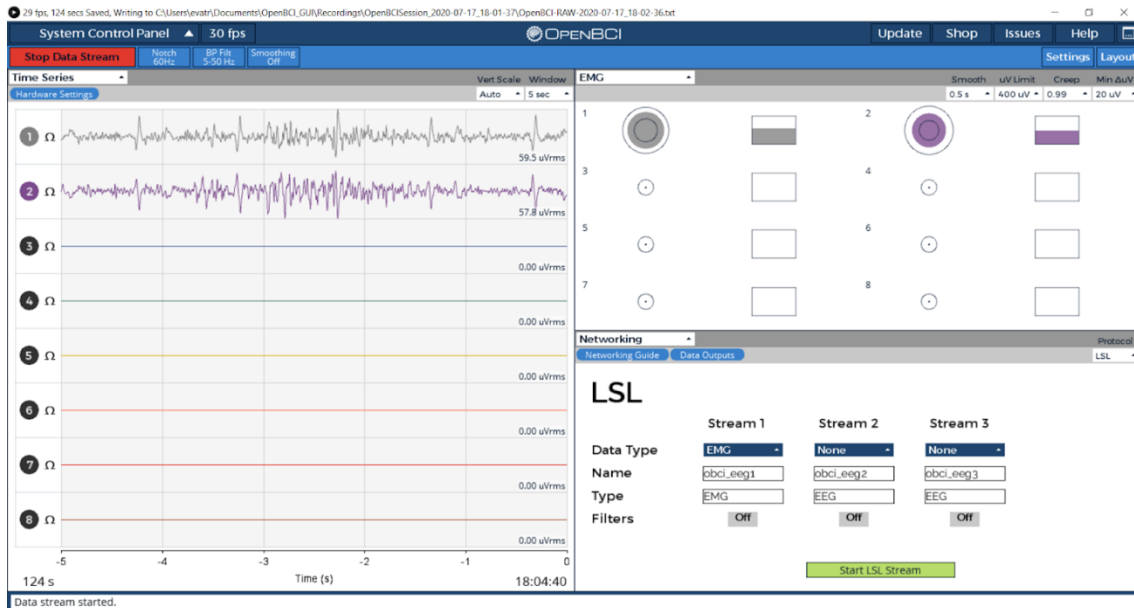 29 fps, 124 secs Saved, Writing to C:\Users\evatr\Documents\OpenBCI_GUI\Recordings\OpenBCISession_2020-07-17_18-01-37\OpenBCI-RAW-2020-07-17_18-02-36.txt
System Control Panel 30 fps OPENBCI Update Shop Issues Help
Stop Data Stream Notch 60Hz BP Filt 5-50 Hz Smoothing Off Settings Layout
Time Series Vert Scale Window
Hardware Settings Auto 5 sec
EMG Smooth uV Limit Creep Min ΔuV
0.5 s 400 uV 0.99 20 uV
1 Ω 59.5 uVrms
2 Ω 57.8 uVrms
3 Ω 0.00 uVrms
4 Ω 0.00 uVrms
5 Ω 0.00 uVrms
6 Ω 0.00 uVrms
7 Ω 0.00 uVrms
8 Ω 0.00 uVrms
-5 -4 -3 -2 -1 0
124 s Time (s) 18:04:40
1 2
3 4
5 6
7 8
Networking Protocol
Networking Guide Data Outputs LSL
LSL
Stream 1 Stream 2 Stream 3
Data Type EMG None None
Name obci_eeg1 obci_eeg2 obci_eeg3
Type EMG EEG EEG
Filters Off Off Off
Start LSL Stream
Data stream started.